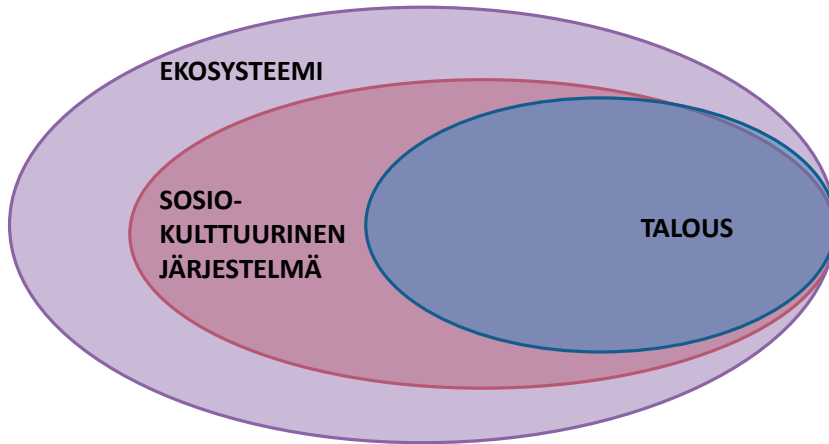 EKOSYSTEEMI
SOSIO-
KULTTUURINEN
JÄRJESTELMÄ
TALOUS